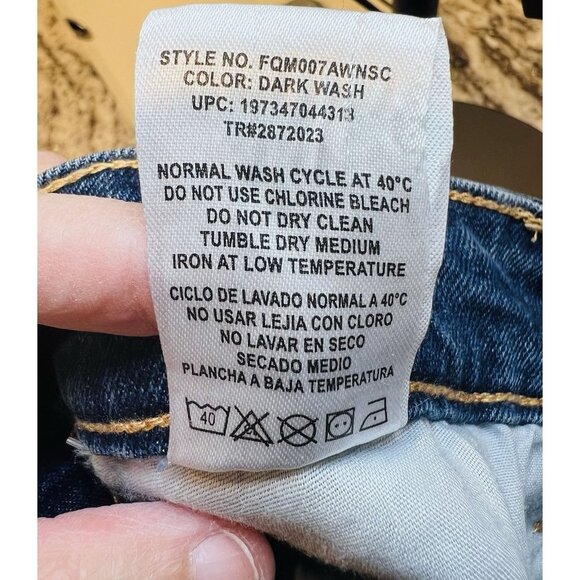 STYLE NO. FQM007AWNSC
COLOR: DARK WASH
UPC: 197347044313
TR#2872023
NORMAL WASH CYCLE AT 40°C
DO NOT USE CHLORINE BLEACH
DO NOT DRY CLEAN
TUMBLE DRY MEDIUM
IRON AT LOW TEMPERATURE
CICLO DE LAVADO NORMAL A 40°C
NO USAR LEJIA CON CLORO
NO LAVAR EN SECO
SECADO MEDIO
PLANCHA A BAJA TEMPERATURA
40